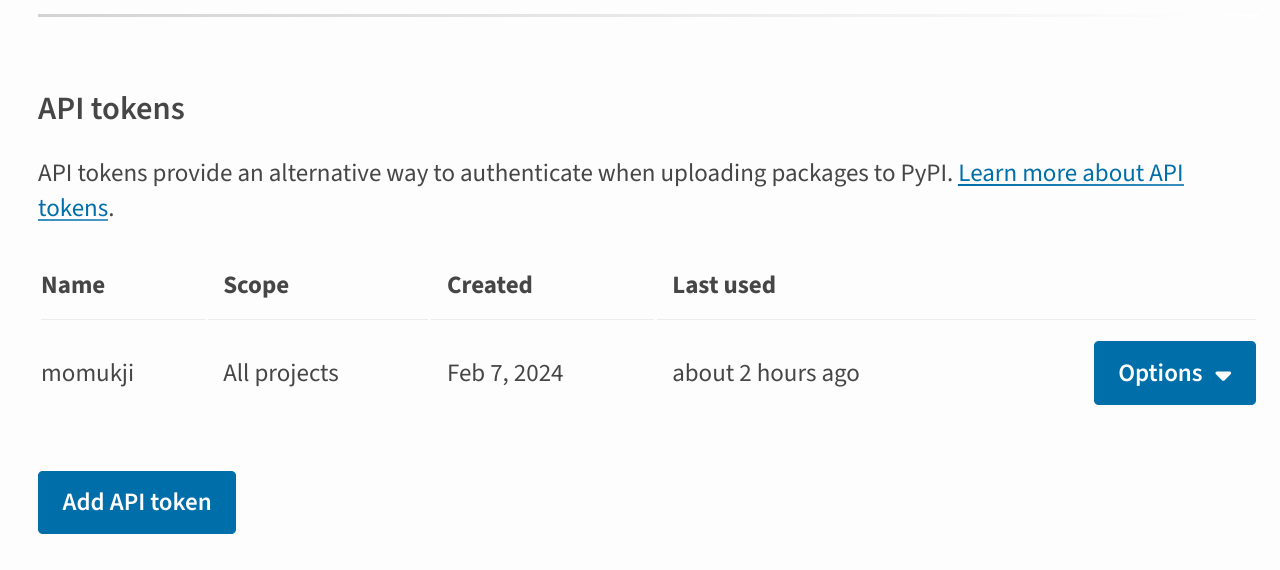 API tokens
API tokens provide an alternative way to authenticate when uploading packages to PyPI. Learn more about API
tokens.
Name Scope Created Last used
momukji All projects Feb 7, 2024 about 2 hours ago Options
Add API token